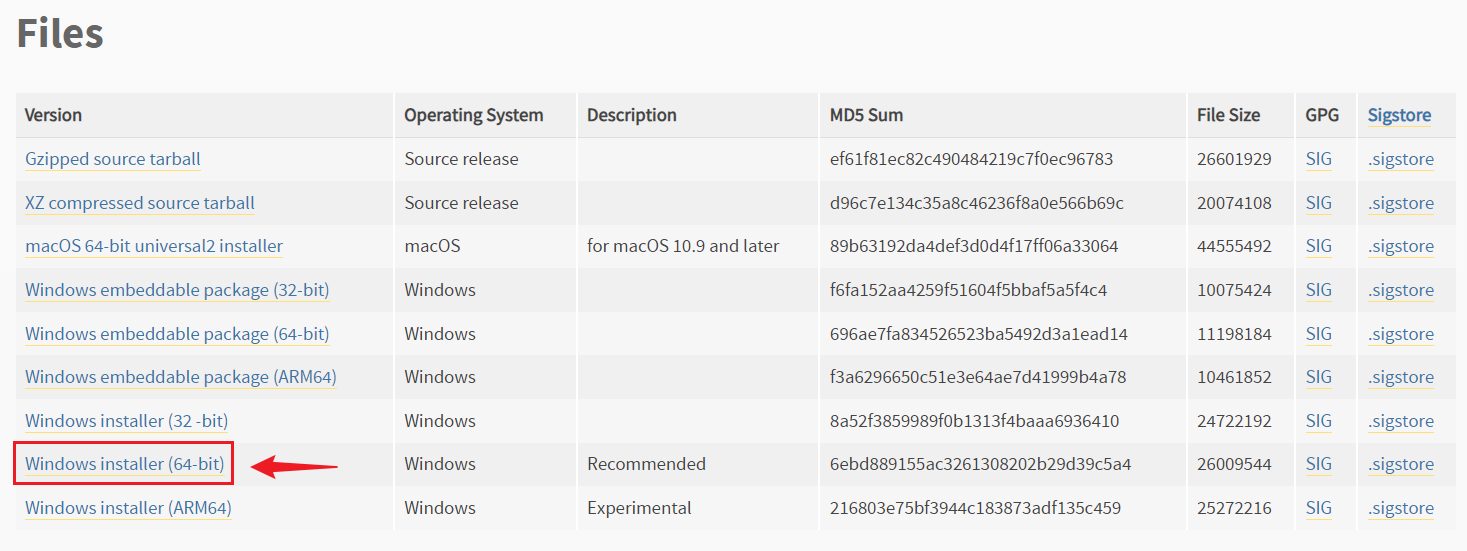 Files
Version Operating System Description MD5 Sum File Size GPG Sigstore
Gzipped source tarball Source release ef61f81ec82c490484219c7f0ec96783 26601929 SIG .sigstore
XZ compressed source tarball Source release d96c7e134c35a8c46236f8a0e566b69c 20074108 SIG .sigstore
macOS 64-bit universal2 installer macOS for macOS 10.9 and later 89b63192da4def3d0d4f17ff06a33064 44555492 SIG .sigstore
Windows embeddable package (32-bit) Windows f6fa152aa4259f51604f5bbaf5a5f4c4 10075424 SIG .sigstore
Windows embeddable package (64-bit) Windows 696ae7fa834526523ba5492d3a1ead14 11198184 SIG .sigstore
Windows embeddable package (ARM64) Windows f3a6296650c51e3e64ae7d41999b4a78 10461852 SIG .sigstore
Windows installer (32 -bit) Windows 8a52f3859989f0b1313f4baaa6936410 24722192 SIG .sigstore
Windows installer (64-bit) Windows Recommended 6ebd889155ac3261308202b29d39c5a4 26009544 SIG .sigstore
Windows installer (ARM64) Windows Experimental 216803e75bf3944c183873adf135c459 25272216 SIG .sigstore